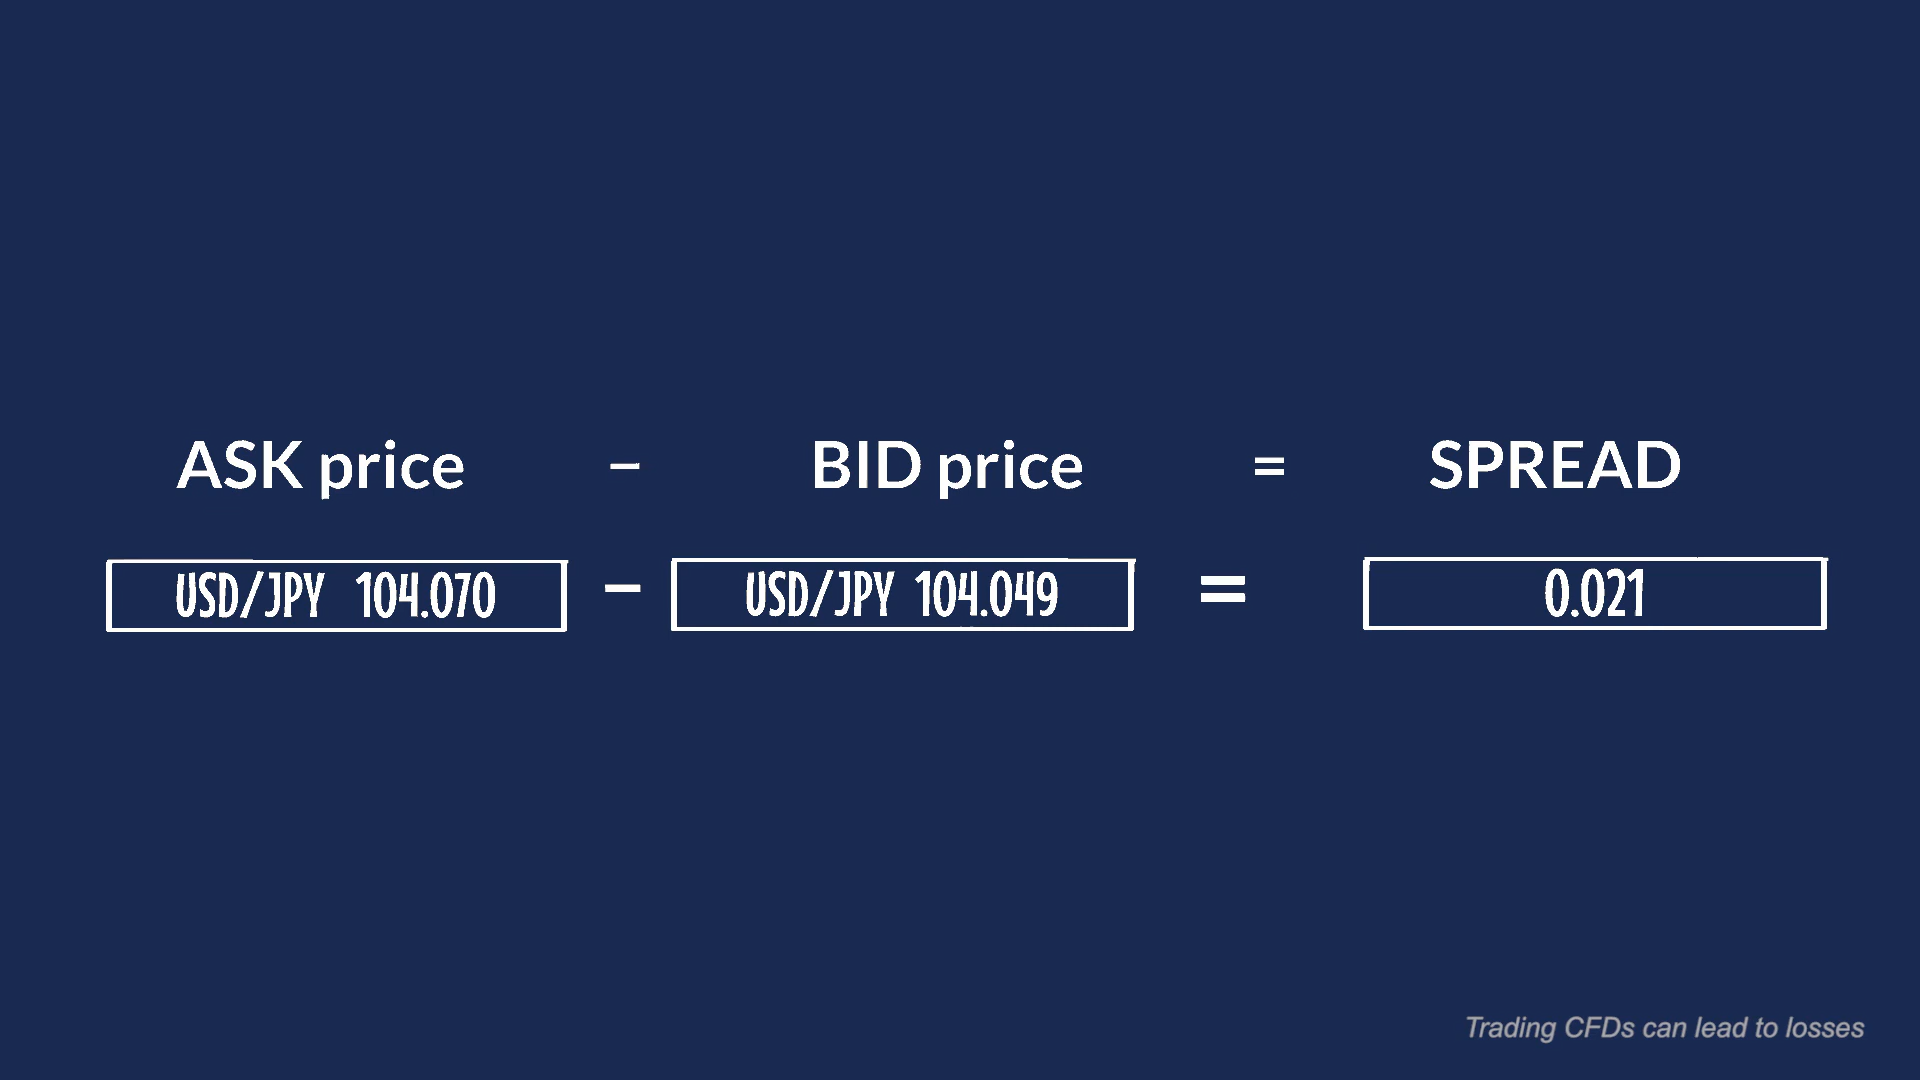 ASK price – BID price = SPREAD
USD/JPY 104.070 – USD/JPY 104.049 = 0.021
Trading CFDs can lead to losses